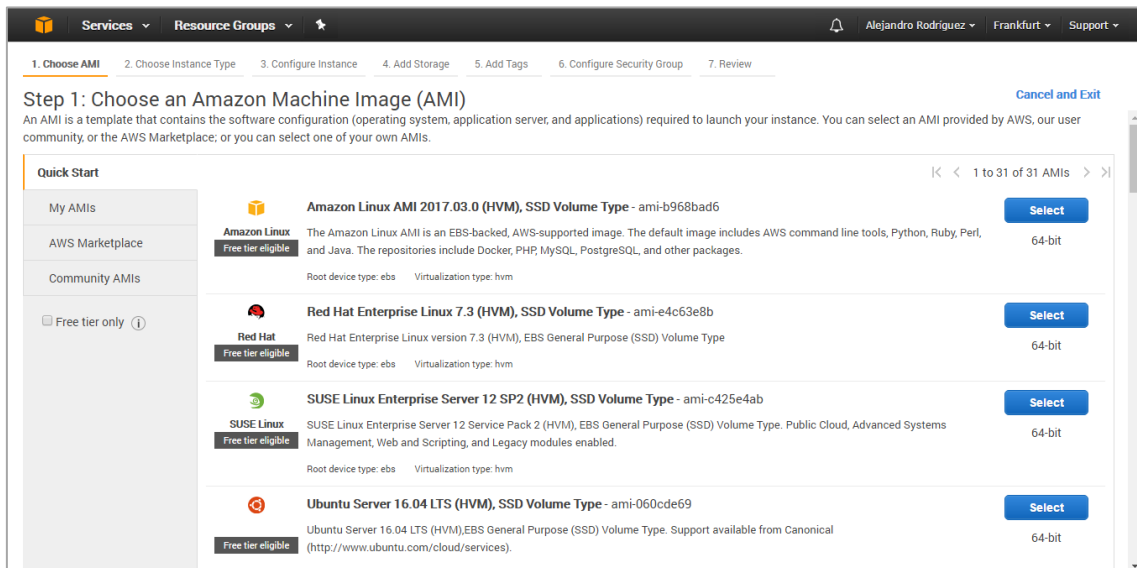 Services Resource Groups Alejandro Rodríguez Frankfurt Support
1. Choose AMI 2. Choose Instance Type 3. Configure Instance 4. Add Storage 5. Add Tags 6. Configure Security Group 7. Review
Step 1: Choose an Amazon Machine Image (AMI)
Cancel and Exit
An AMI is a template that contains the software configuration (operating system, application server, and applications) required to launch your instance. You can select an AMI provided by AWS, our user
community, or the AWS Marketplace; or you can select one of your own AMIs.
Quick Start
1 to 31 of 31 AMIs
My AMIs
AWS Marketplace
Community AMIs
Free tier only
Amazon Linux
Free tier eligible
Amazon Linux AMI 2017.03.0 (HVM), SSD Volume Type - ami-b968bad6
The Amazon Linux AMI is an EBS-backed, AWS-supported image. The default image includes AWS command line tools, Python, Ruby, Perl,
and Java. The repositories include Docker, PHP, MySQL, PostgreSQL, and other packages.
Root device type: ebs Virtualization type: hvm
Select
64-bit
Red Hat
Free tier eligible
Red Hat Enterprise Linux 7.3 (HVM), SSD Volume Type - ami-e4c63e8b
Red Hat Enterprise Linux version 7.3 (HVM), EBS General Purpose (SSD) Volume Type
Root device type: ebs Virtualization type: hvm
Select
64-bit
SUSE Linux
Free tier eligible
SUSE Linux Enterprise Server 12 SP2 (HVM), SSD Volume Type - ami-c425e4ab
SUSE Linux Enterprise Server 12 Service Pack 2 (HVM), EBS General Purpose (SSD) Volume Type. Public Cloud, Advanced Systems
Management, Web and Scripting, and Legacy modules enabled.
Root device type: ebs Virtualization type: hvm
Select
64-bit
Free tier eligible
Ubuntu Server 16.04 LTS (HVM), SSD Volume Type - ami-060cde69
Ubuntu Server 16.04 LTS (HVM),EBS General Purpose (SSD) Volume Type. Support available from Canonical
(http://www.ubuntu.com/cloud/services).
Select
64-bit